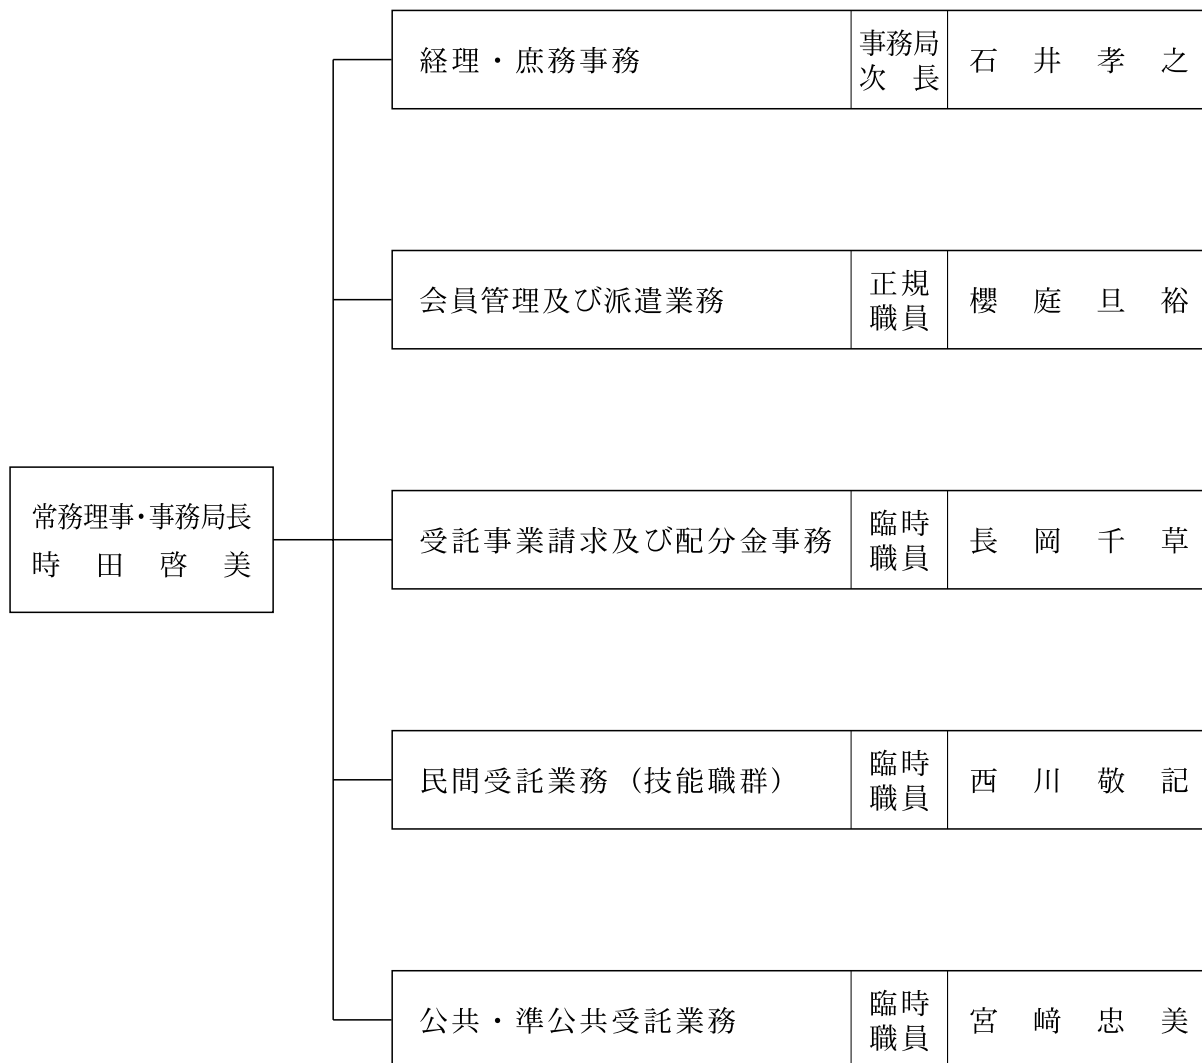 経理・庶務事務
事務局
次長
石井孝之
会員管理及び派遣業務
正規
職員
櫻庭旦裕
常務理事・事務局長
時田啓美
受託事業請求及び配分金事務
臨時
職員
長岡千草
民間受託業務（技能職群）
臨時
職員
西川敬記
公共・準公共受託業務
臨時
職員
宮﨑忠美